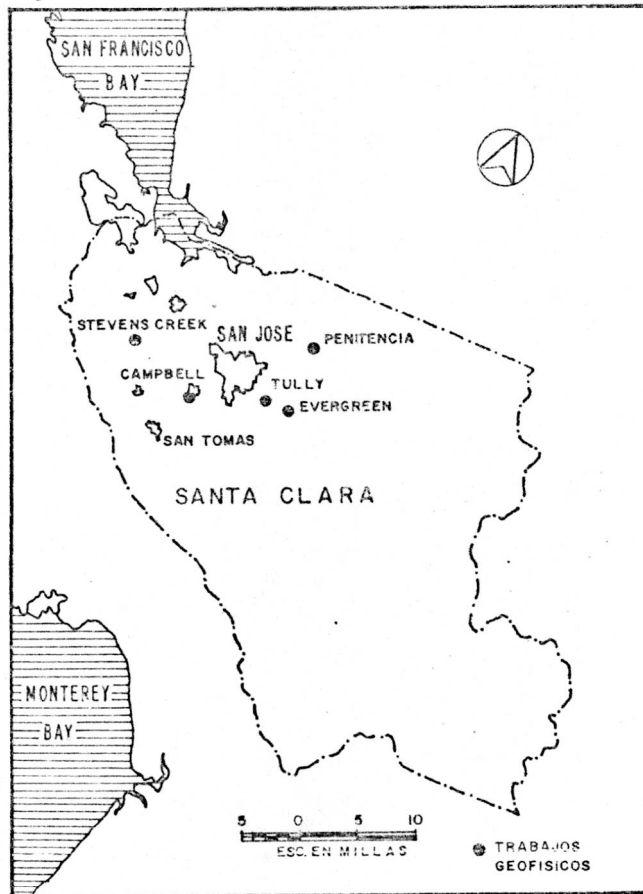 SAN FRANCISCO
BAY
STEVENS CREEK
SAN JOSE
PENITENCIA
CAMPBELL
TULLY
EVERGREEN
SAN TOMAS
SANTA CLARA
MONTEREY
BAY
5 0 5 10
ESC. EN MILLAS
TRABAJOS
GEOFISICOS